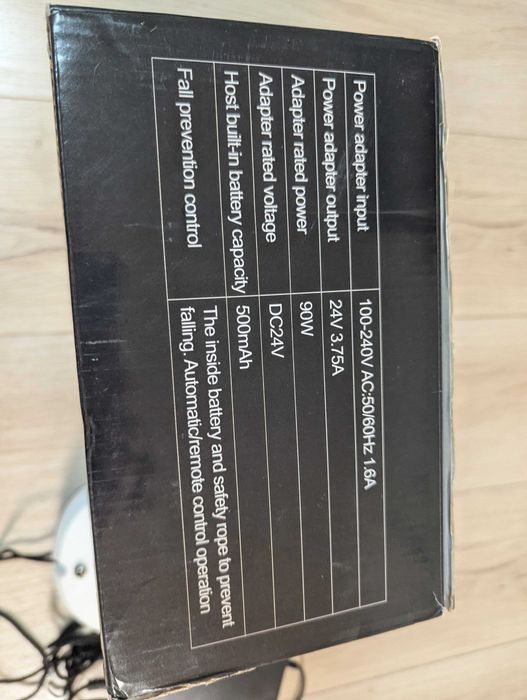 Power adapter input 100-240V AC:50/60Hz 1.6A
Power adapter output 24V 3.75A
Adapter rated power 90W
Adapter rated voltage DC24V
Host built-in battery capacity 500mAh
Fall prevention control The inside battery and safety rope to prevent
falling. Automatic/remote control operation